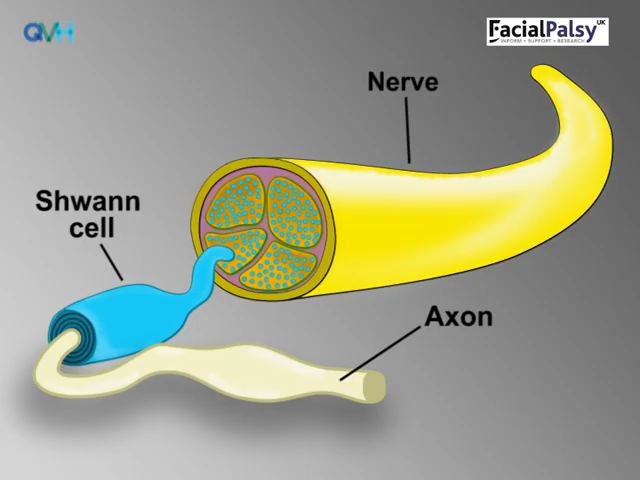 QVH
FacialPalsy UK
INFORM • SUPPORT • RESEARCH
Nerve
Shwann
cell
Axon